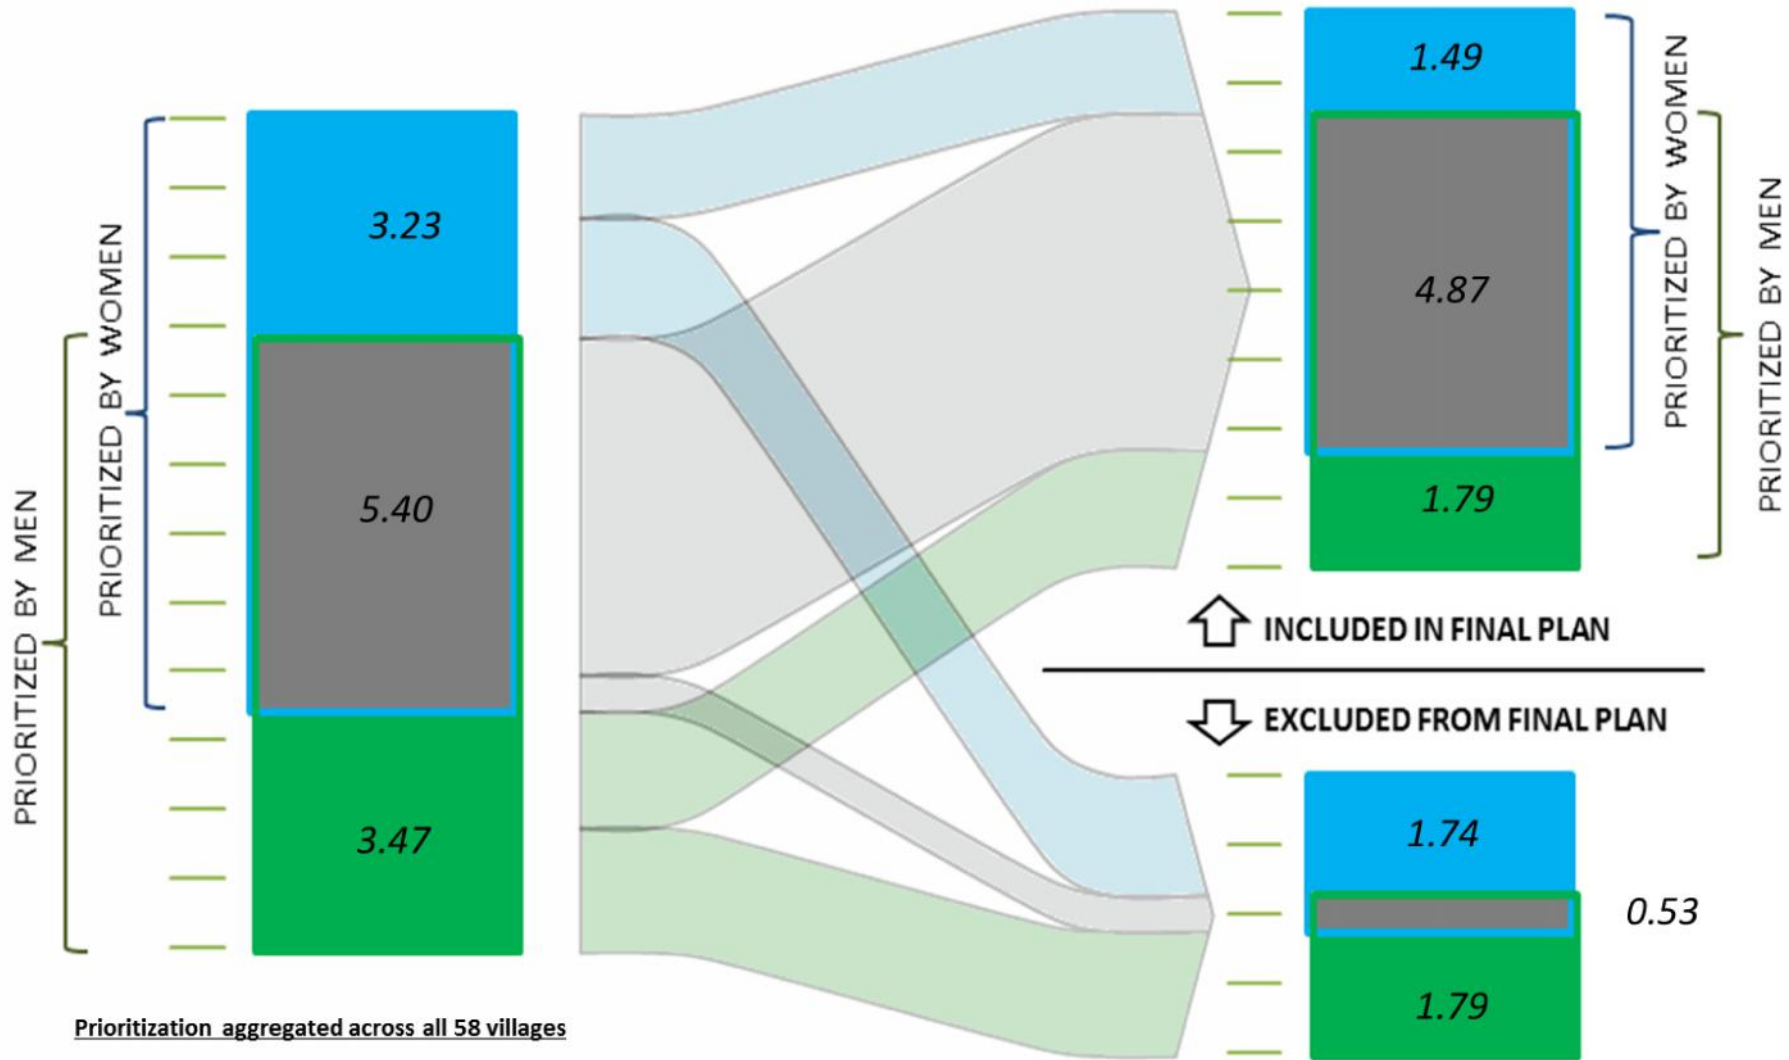 PRIORITIZED BY MEN
PRIORITIZED BY WOMEN
3.23
5.40
3.47
1.49
4.87
1.79
PRIORITIZED BY WOMEN
PRIORITIZED BY MEN
INCLUDED IN FINAL PLAN
EXCLUDED FROM FINAL PLAN
1.74
0.53
1.79
Prioritization aggregated across all 58 villages